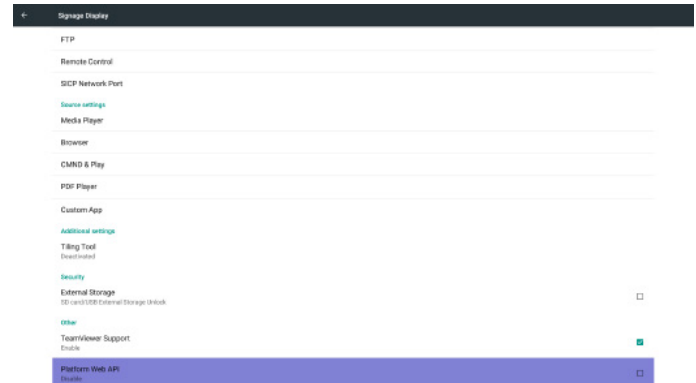 Signage Display
FTP
Remote Control
SICP Network Port
Source settings
Media Player
Browser
CMND & Play
PDF Player
Custom App
Additional settings
Tiling Tool
Deactivated
Security
External Storage
SD card/USB External Storage Unlock
Other
TeamViewer Support
Enable
Platform Web API
Disable